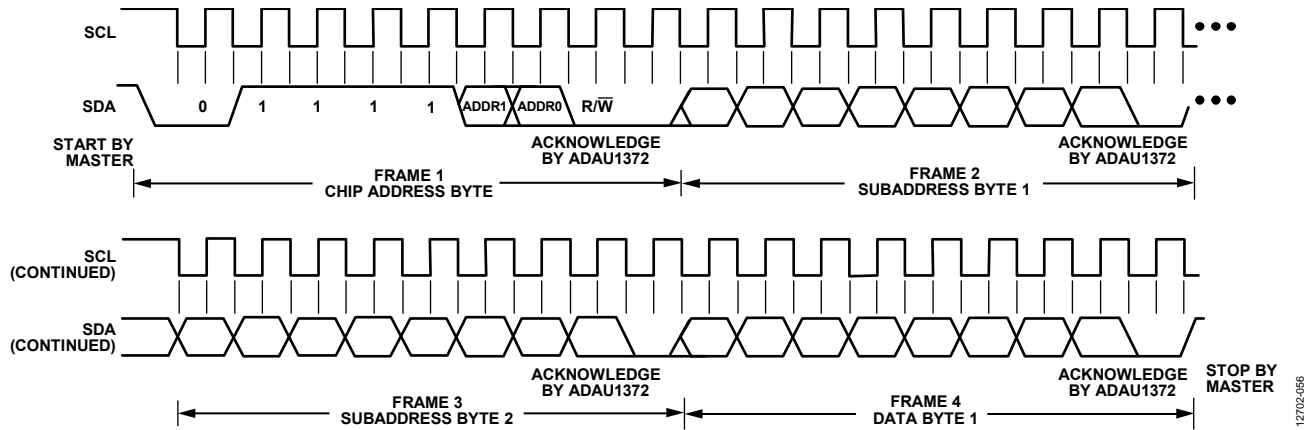 SCL
SDA
0
1
1
1
1
ADDR1
ADDR0
R/W̅
START BY
MASTER
ACKNOWLEDGE
BY ADAU1372
ACKNOWLEDGE
BY ADAU1372
FRAME 1
CHIP ADDRESS BYTE
FRAME 2
SUBADDRESS BYTE 1
SCL
(CONTINUED)
SDA
(CONTINUED)
ACKNOWLEDGE
BY ADAU1372
ACKNOWLEDGE
BY ADAU1372
STOP BY
MASTER
FRAME 3
SUBADDRESS BYTE 2
FRAME 4
DATA BYTE 1
12702-056